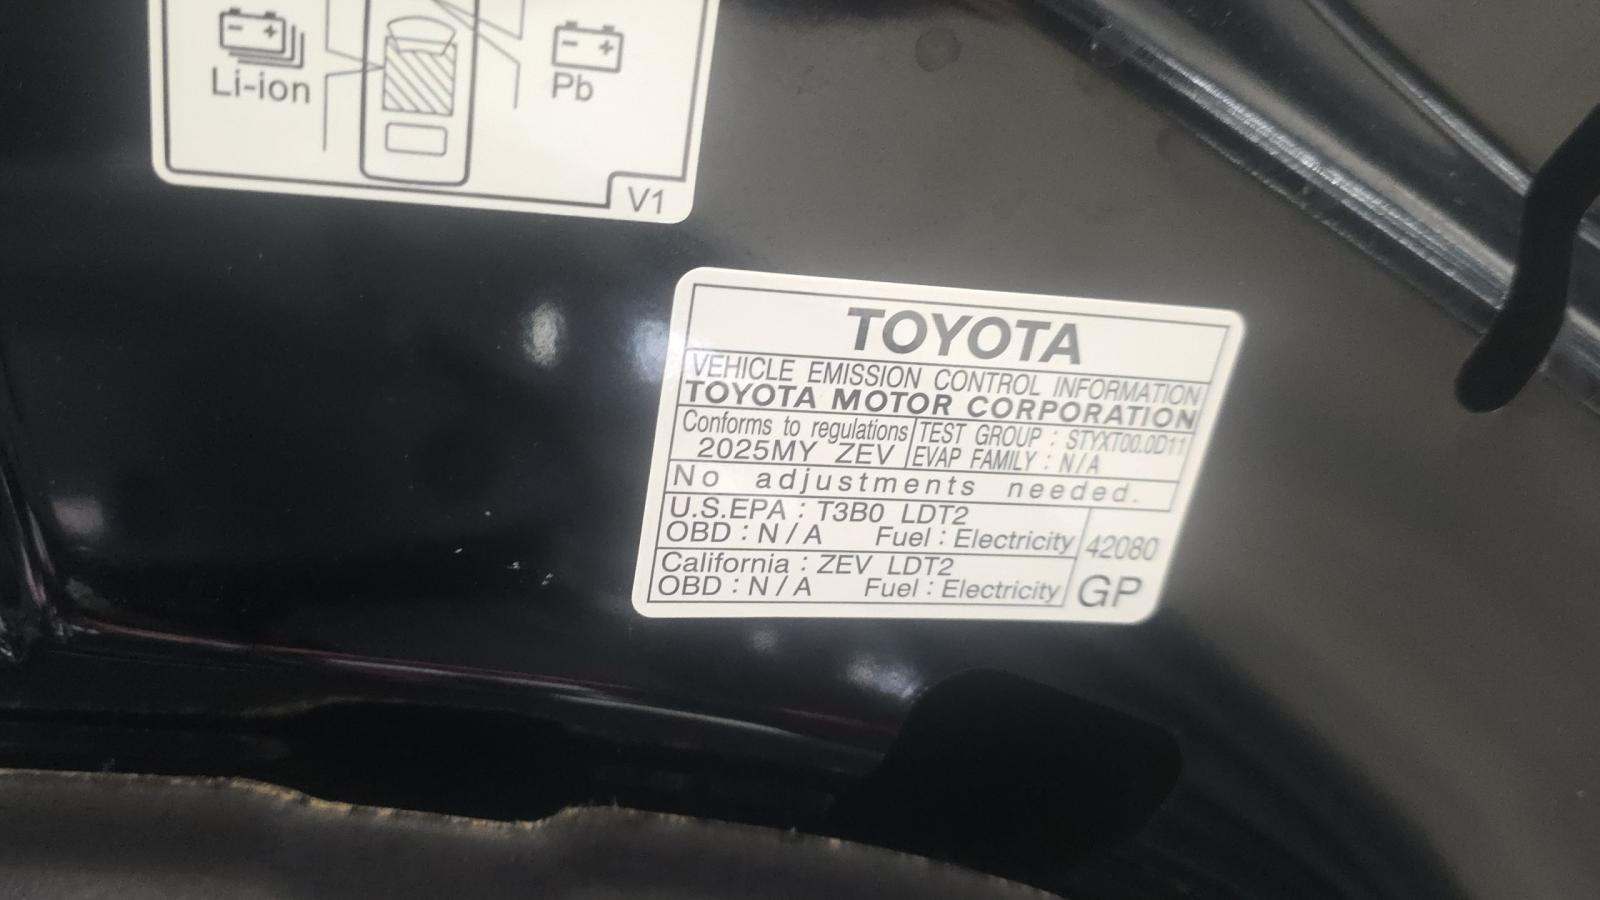 Li-ion
Pb
V1
TOYOTA
VEHICLE EMISSION CONTROL INFORMATION
TOYOTA MOTOR CORPORATION
Conforms to regulations
2025MY ZEV
TEST GROUP : STYXT00.0D11
EVAP FAMILY : N/A
No adjustments needed.
U.S.EPA : T3B0 LDT2
OBD : N/A Fuel : Electricity
California : ZEV LDT2
OBD : N/A Fuel : Electricity
42080
GP